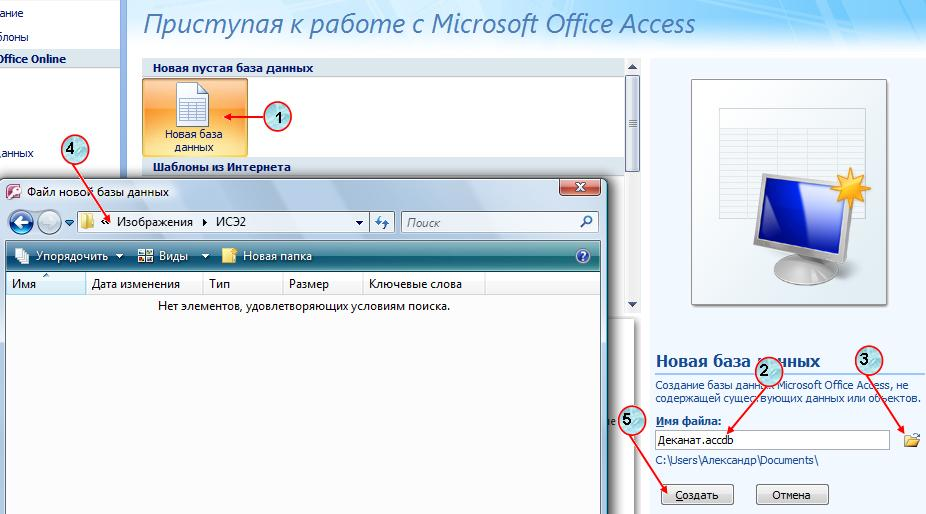 ание
Приступая к работе с Microsoft Office Access
блоны
Office Online
Новая пустая база данных
1
Новая база
данных
4
данных
Шаблоны из Интернета
Файл новой базы данных
« Изображения ИСЭ2
Поиск
Упорядочить Виды Новая папка
Имя Дата изменения Тип Размер Ключевые слова
Нет элементов, удовлетворяющих условиям поиска.
Новая база данных
2
3
Создание базы данных Microsoft Office Access, не
содержащей существующих данных или объектов.
5
Имя файла:
Деканат.accdb
C:\Users\Александр\Documents\
Создать Отмена